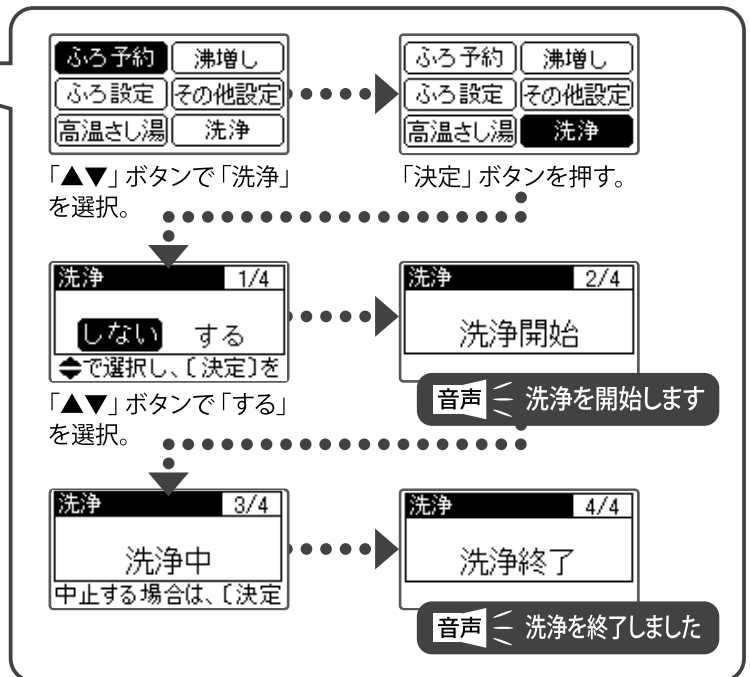 ふろ予約 沸増し
ふろ設定 その他設定
高温さし湯 洗浄
「▲▼」ボタンで「洗浄」
を選択。
ふろ予約 沸増し
ふろ設定 その他設定
高温さし湯 洗浄
「決定」ボタンを押す。
洗浄 1/4
しない する
◆で選択し、〔決定〕を
「▲▼」ボタンで「する」
を選択。
洗浄 2/4
洗浄開始
音声 洗浄を開始します
洗浄 3/4
洗浄中
中止する場合は、〔決定
洗浄 4/4
洗浄終了
音声 洗浄を終了しました